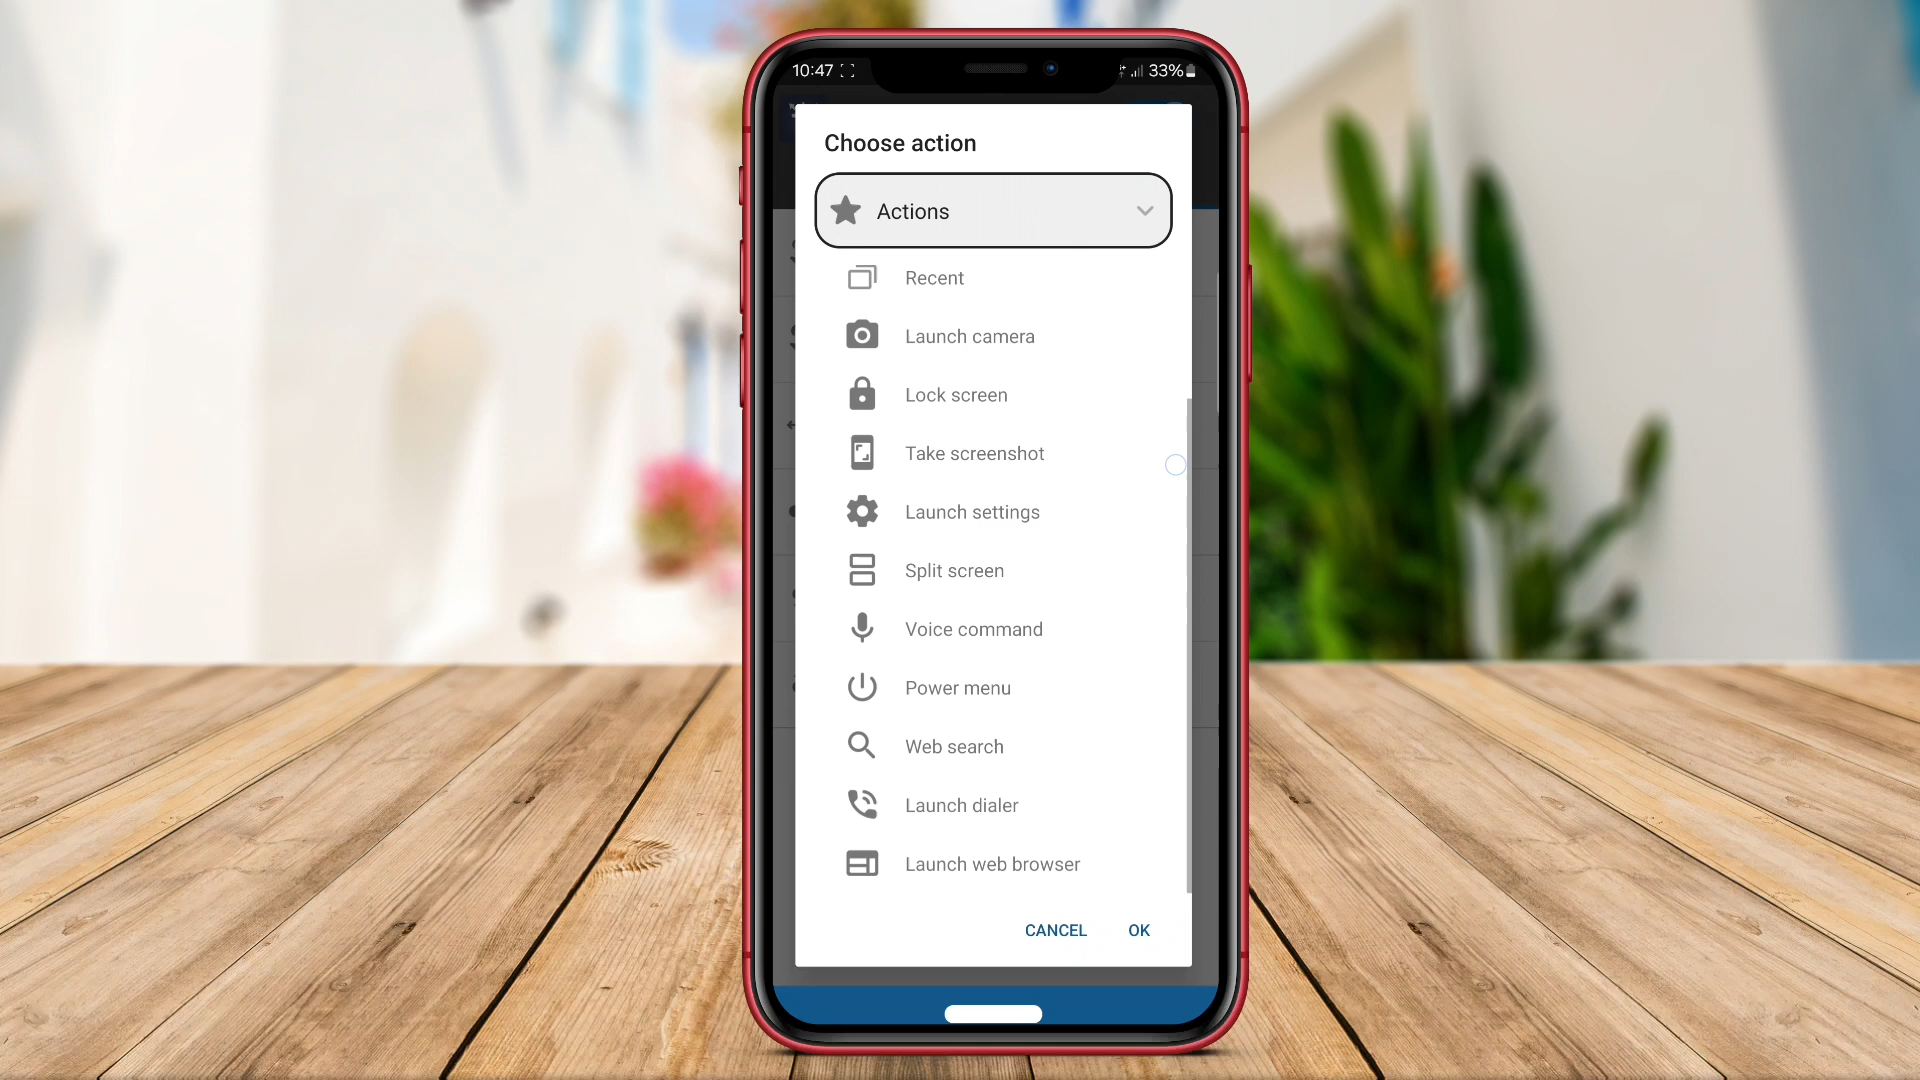 10:47
33%
Choose action
Actions
Recent
Launch camera
Lock screen
Take screenshot
Launch settings
Split screen
Voice command
Power menu
Web search
Launch dialer
Launch web browser
CANCEL OK